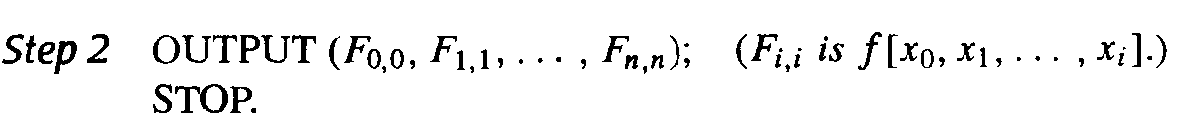 Step 2 OUTPUT (F0,0, F1,1, . . . , Fn,n); (Fi,i is f[x0, x1, . . . , xi].)
STOP.